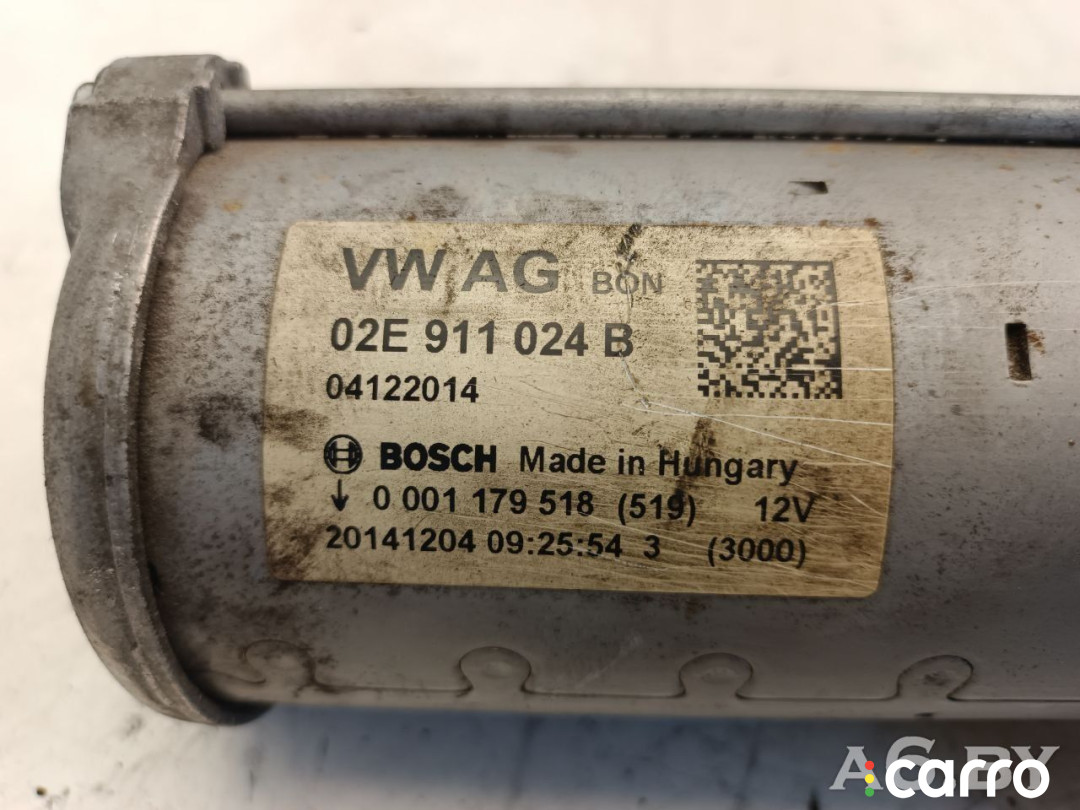 VW AG BON
02E 911 024 B
04122014
BOSCH Made in Hungary
↓ 0 001 179 518 (519) 12V
20141204 09:25:54 3 (3000)
carro